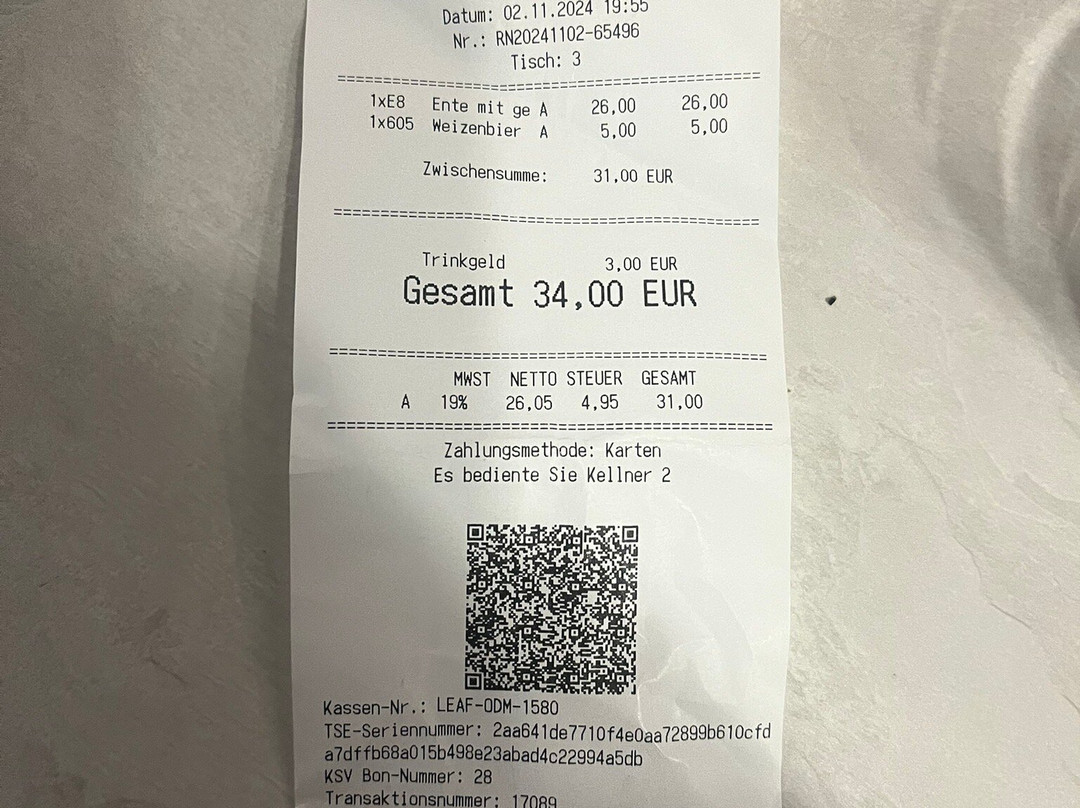 Datum: 02.11.2024 19:55
Nr.: RN20241102-65496
Tisch: 3
1xE8 Ente mit ge A 26,00 26,00
1x605 Weizenbier A 5,00 5,00
Zwischensumme: 31,00 EUR
Trinkgeld 3,00 EUR
Gesamt 34,00 EUR
MWST NETTO STEUER GESAMT
A 19% 26,05 4,95 31,00
Zahlungsmethode: Karten
Es bediente Sie Kellner 2
Kassen-Nr.: LEAF-ODM-1580
TSE-Seriennummer: 2aa641de7710f4e0aa72899b610cfd
a7dffb68a015b498e23abad4c22994a5db
KSV Bon-Nummer: 28
Transaktionsnummer: 17089